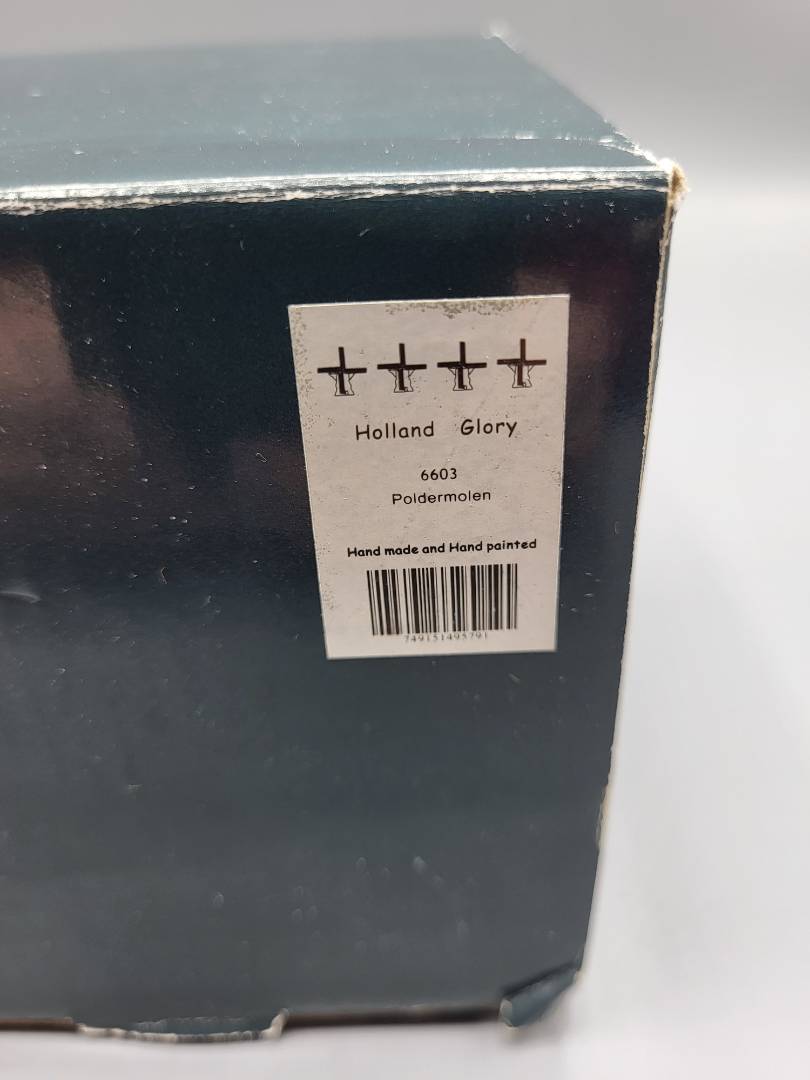 Holland Glory
6603
Poldermolen
Hand made and Hand painted
749151495791